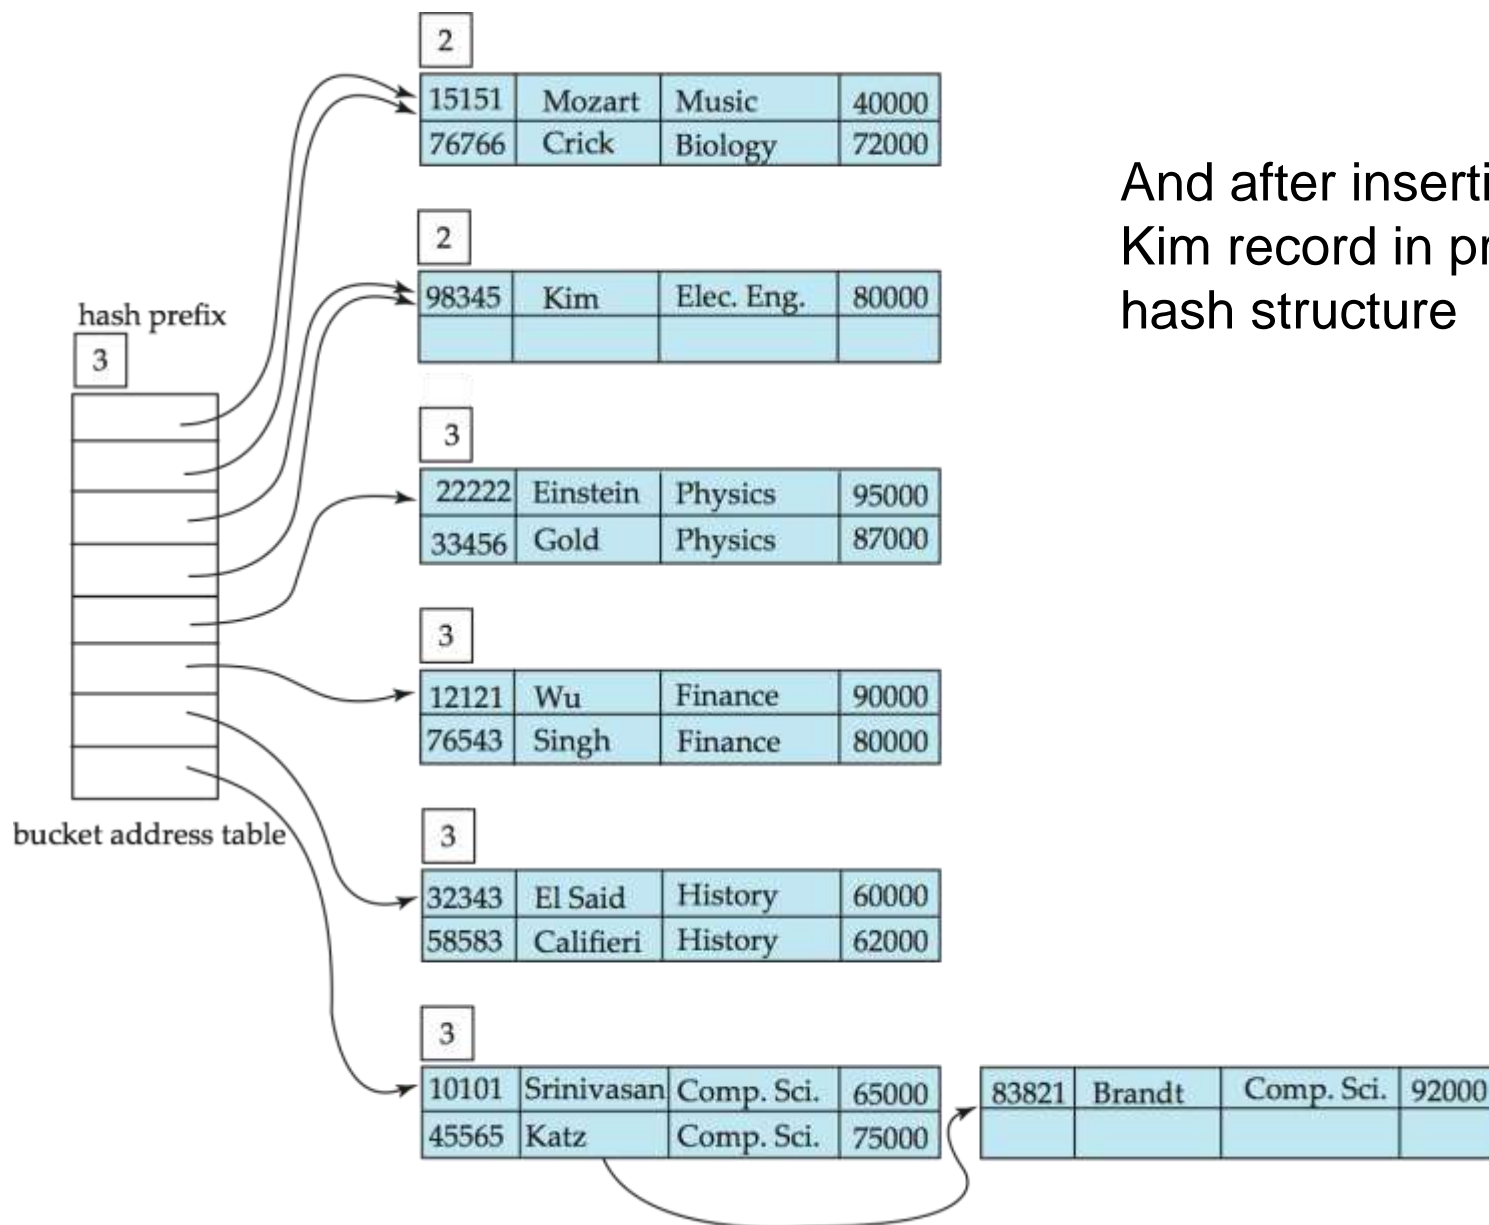 2
15151 Mozart Music 40000
76766 Crick Biology 72000
And after inserti
Kim record in pr
hash structure
2
98345 Kim Elec. Eng. 80000
hash prefix
3
3
22222 Einstein Physics 95000
33456 Gold Physics 87000
3
12121 Wu Finance 90000
76543 Singh Finance 80000
bucket address table
3
32343 El Said History 60000
58583 Califieri History 62000
3
10101 Srinivasan Comp. Sci. 65000
45565 Katz Comp. Sci. 75000
83821 Brandt Comp. Sci. 92000